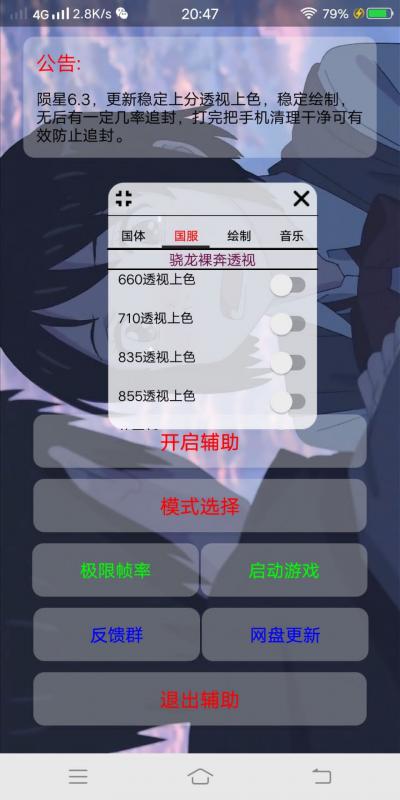 4G 2.8K/s 20:47 79%
公告:
陨星6.3，更新稳定上分透视上色，稳定绘制，
无后有一定几率追封，打完把手机清理干净可有
效防止追封。
国体 国服 绘制 音乐
骁龙裸奔透视
660透视上色
710透视上色
835透视上色
855透视上色
开启辅助
模式选择
极限帧率 启动游戏
反馈群 网盘更新
退出辅助